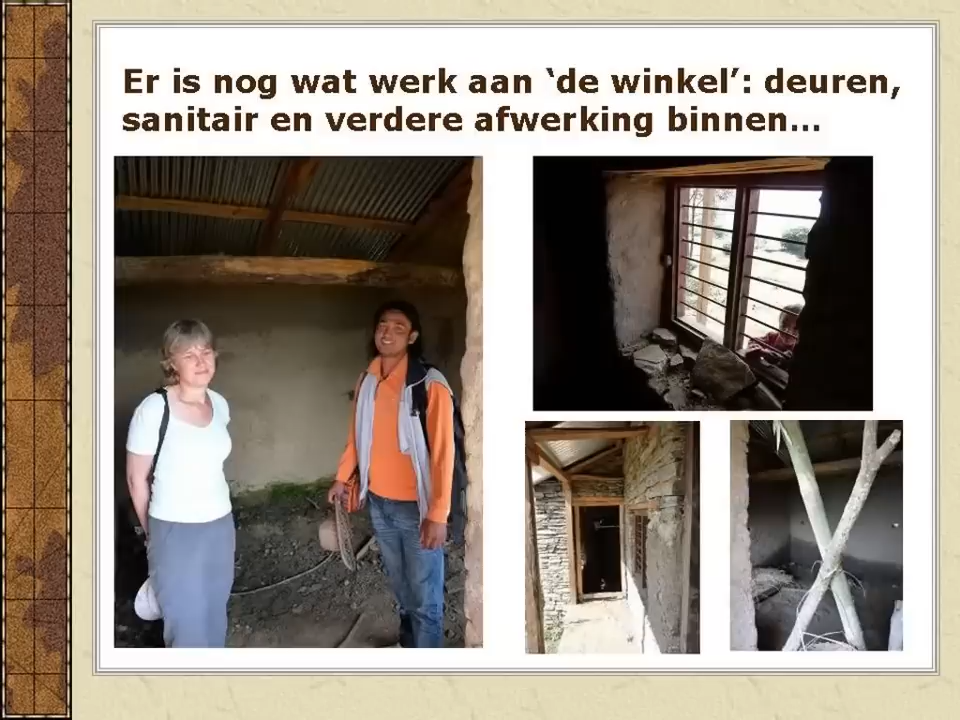 Er is nog wat werk aan ‘de winkel’: deuren,
sanitair en verdere afwerking binnen…